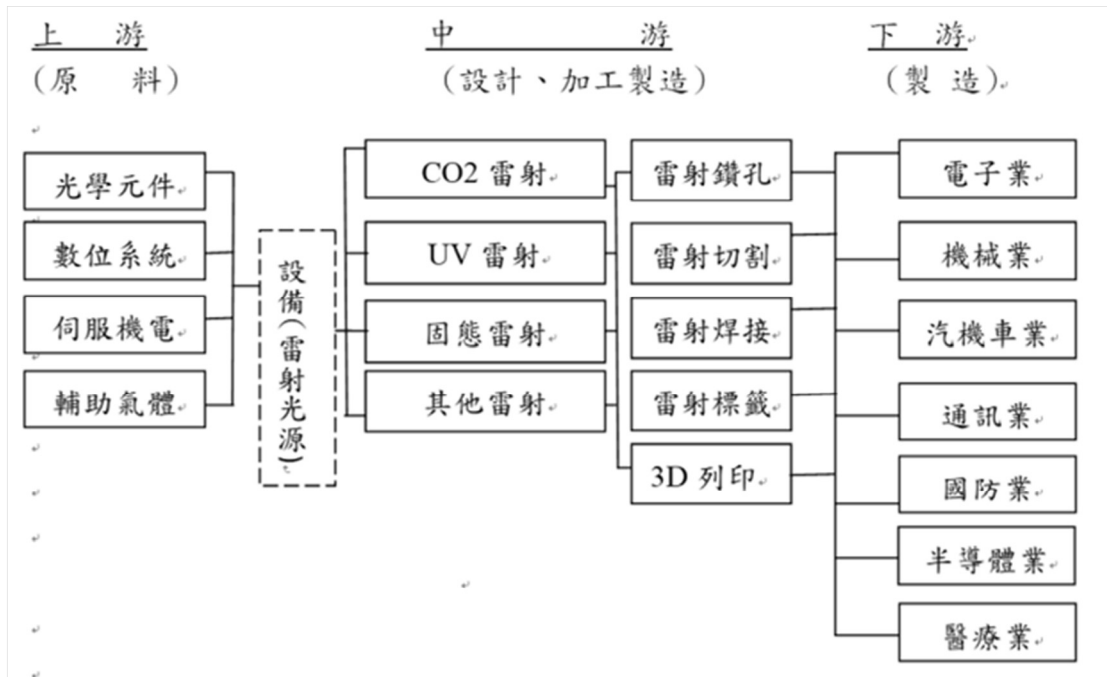 上　游
（原　料）
中　游
（設計、加工製造）
下　游
（製 造）
光學元件
數位系統
伺服機電
輔助氣體
設備(雷射光源)
CO2 雷射
UV 雷射
固態雷射
其他雷射
雷射鑽孔
雷射切割
雷射焊接
雷射標籤
3D 列印
電子業
機械業
汽機車業
通訊業
國防業
半導體業
醫療業